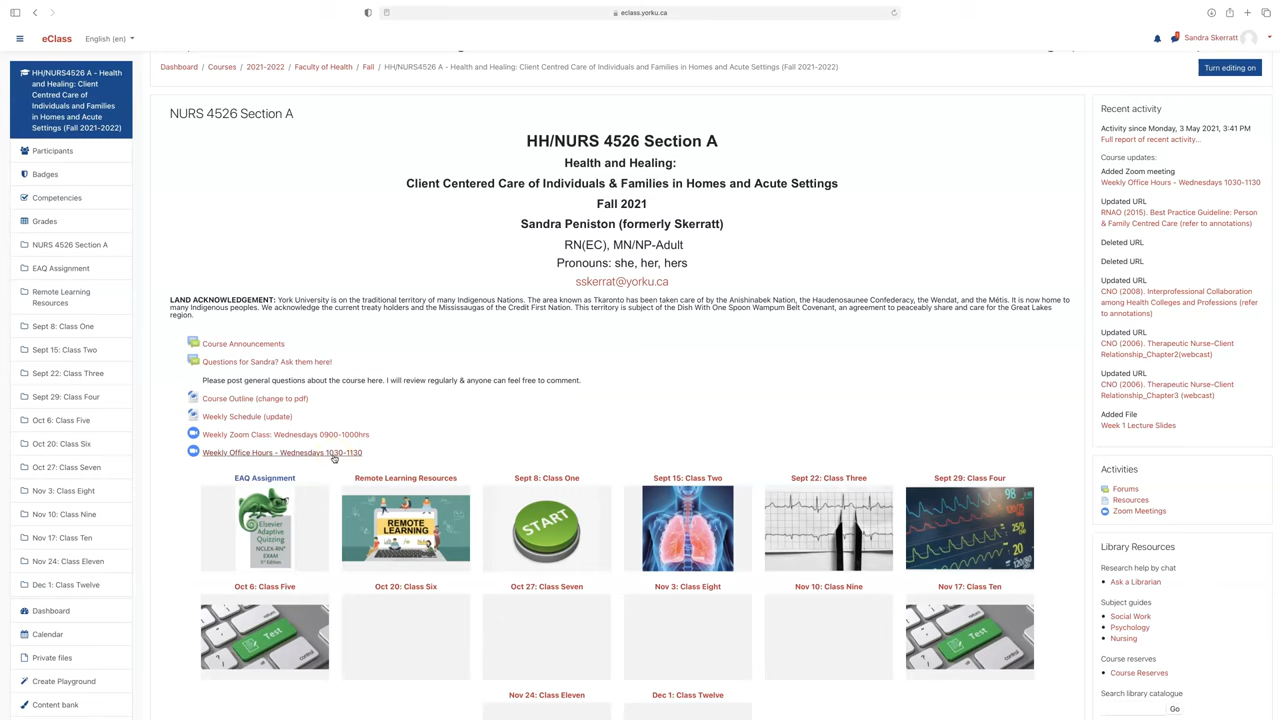 eclass.yorku.ca
eClass
English (en)
Sandra Skerratt
HH/NURS4526 A - Health
and Healing: Client
Centred Care of
Individuals and Families
in Homes and Acute
Settings (Fall 2021-2022)
Participants
Badges
Competencies
Grades
NURS 4526 Section A
EAQ Assignment
Remote Learning
Resources
Sept 8: Class One
Sept 15: Class Two
Sept 22: Class Three
Sept 29: Class Four
Oct 6: Class Five
Oct 20: Class Six
Oct 27: Class Seven
Nov 3: Class Eight
Nov 10: Class Nine
Nov 17: Class Ten
Nov 24: Class Eleven
Dec 1: Class Twelve
Dashboard
Calendar
Private files
Create Playground
Content bank
Dashboard / Courses / 2021-2022 / Faculty of Health / Fall / HH/NURS4526 A - Health and Healing: Client Centred Care of Individuals and Families in Homes and Acute Settings (Fall 2021-2022)
Turn editing on
NURS 4526 Section A
HH/NURS 4526 Section A
Health and Healing:
Client Centered Care of Individuals & Families in Homes and Acute Settings
Fall 2021
Sandra Peniston (formerly Skerratt)
RN(EC), MN/NP-Adult
Pronouns: she, her, hers
sskerrat@yorku.ca
LAND ACKNOWLEDGEMENT: York University is on the traditional territory of many Indigenous Nations. The area known as Tkaronto has been taken care of by the Anishinabek Nation, the Haudenosaunee Confederacy, the Wendat, and the Métis. It is now home to
many Indigenous peoples. We acknowledge the current treaty holders and the Mississaugas of the Credit First Nation. This territory is subject of the Dish With One Spoon Wampum Belt Covenant, an agreement to peaceably share and care for the Great Lakes
region.
Course Announcements
Questions for Sandra? Ask them here!
Please post general questions about the course here. I will review regularly & anyone can feel free to comment.
Course Outline (change to pdf)
Weekly Schedule (update)
Weekly Zoom Class: Wednesdays 0900-1000hrs
Weekly Office Hours - Wednesdays 1030-1130
EAQ Assignment
Remote Learning Resources
Sept 8: Class One
Sept 15: Class Two
Sept 22: Class Three
Sept 29: Class Four
ELSEVIER
ADAPTIVE
QUIZZING
NCLEX-RN®
EXAM
REMOTE
LEARNING
START
98
25/9
20
Oct 6: Class Five
Oct 20: Class Six
Oct 27: Class Seven
Nov 3: Class Eight
Nov 10: Class Nine
Nov 17: Class Ten
Test
control
Test
control
Nov 24: Class Eleven
Dec 1: Class Twelve
Recent activity
Activity since Monday, 3 May 2021, 3:41 PM
Full report of recent activity...
Course updates:
Added Zoom meeting
Weekly Office Hours - Wednesdays 1030-1130
Updated URL
RNAO (2015). Best Practice Guideline: Person
& Family Centred Care (refer to annotations)
Deleted URL
Deleted URL
Updated URL
CNO (2008). Interprofessional Collaboration
among Health Colleges and Professions (refer
to annotations)
Updated URL
CNO (2006). Therapeutic Nurse-Client
Relationship_Chapter2(webcast)
Updated URL
CNO (2006). Therapeutic Nurse-Client
Relationship_Chapter3 (webcast)
Added File
Week 1 Lecture Slides
Activities
Forums
Resources
Zoom Meetings
Library Resources
Research help by chat
Ask a Librarian
Subject guides
Social Work
Psychology
Nursing
Course reserves
Course Reserves
Search library catalogue
Go